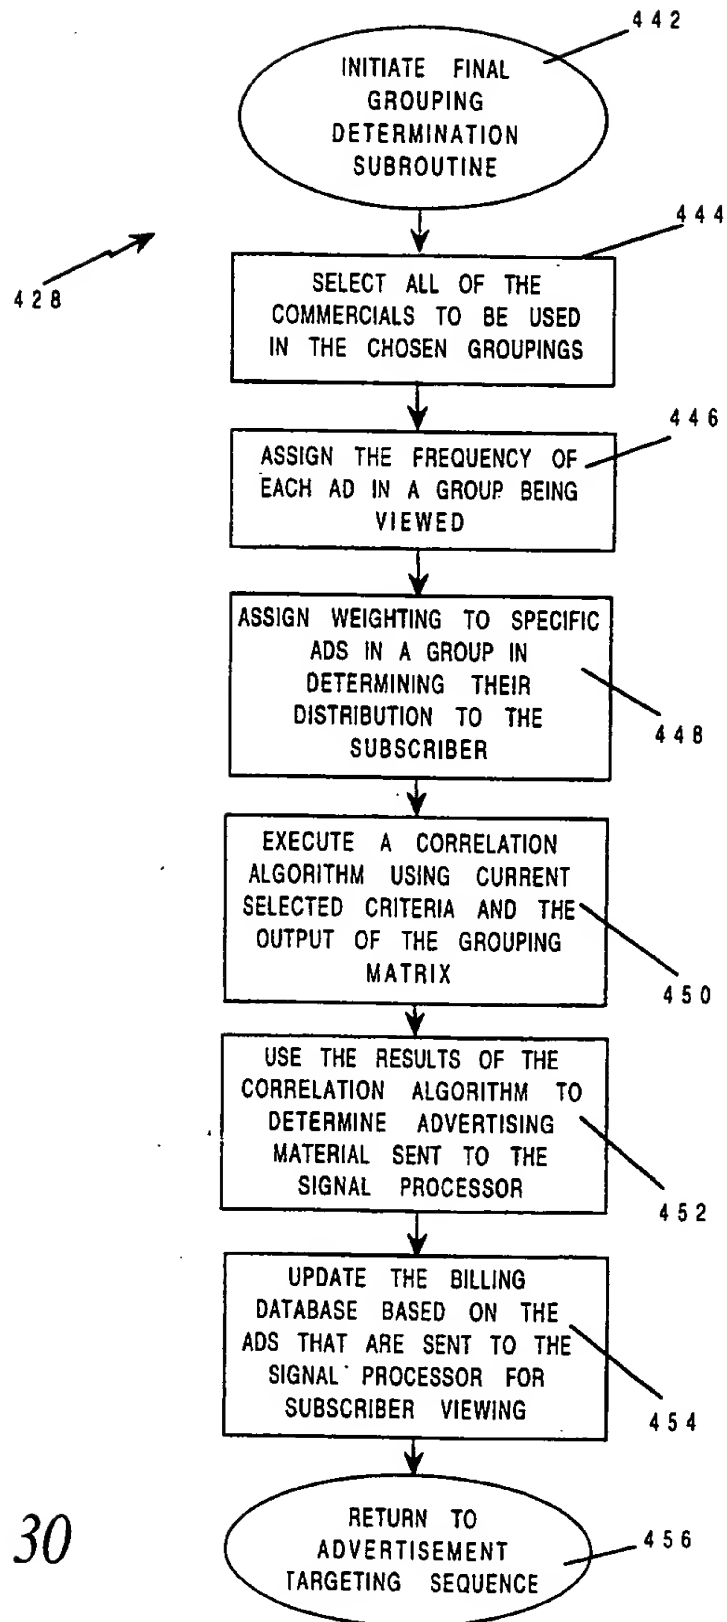 442
INITIATE FINAL
GROUPING
DETERMINATION
SUBROUTINE
444
428
SELECT ALL OF THE
COMMERCIALS TO BE USED
IN THE CHOSEN GROUPINGS
446
ASSIGN THE FREQUENCY OF
EACH AD IN A GROUP BEING
VIEWED
ASSIGN WEIGHTING TO SPECIFIC
ADS IN A GROUP IN
DETERMINING THEIR
DISTRIBUTION TO THE
SUBSCRIBER
448
EXECUTE A CORRELATION
ALGORITHM USING CURRENT
SELECTED CRITERIA AND THE
OUTPUT OF THE GROUPING
MATRIX
450
USE THE RESULTS OF THE
CORRELATION ALGORITHM TO
DETERMINE ADVERTISING
MATERIAL SENT TO THE
SIGNAL PROCESSOR
452
UPDATE THE BILLING
DATABASE BASED ON THE
ADS THAT ARE SENT TO THE
SIGNAL PROCESSOR FOR
SUBSCRIBER VIEWING
454
RETURN TO
ADVERTISEMENT
TARGETING SEQUENCE
456
30